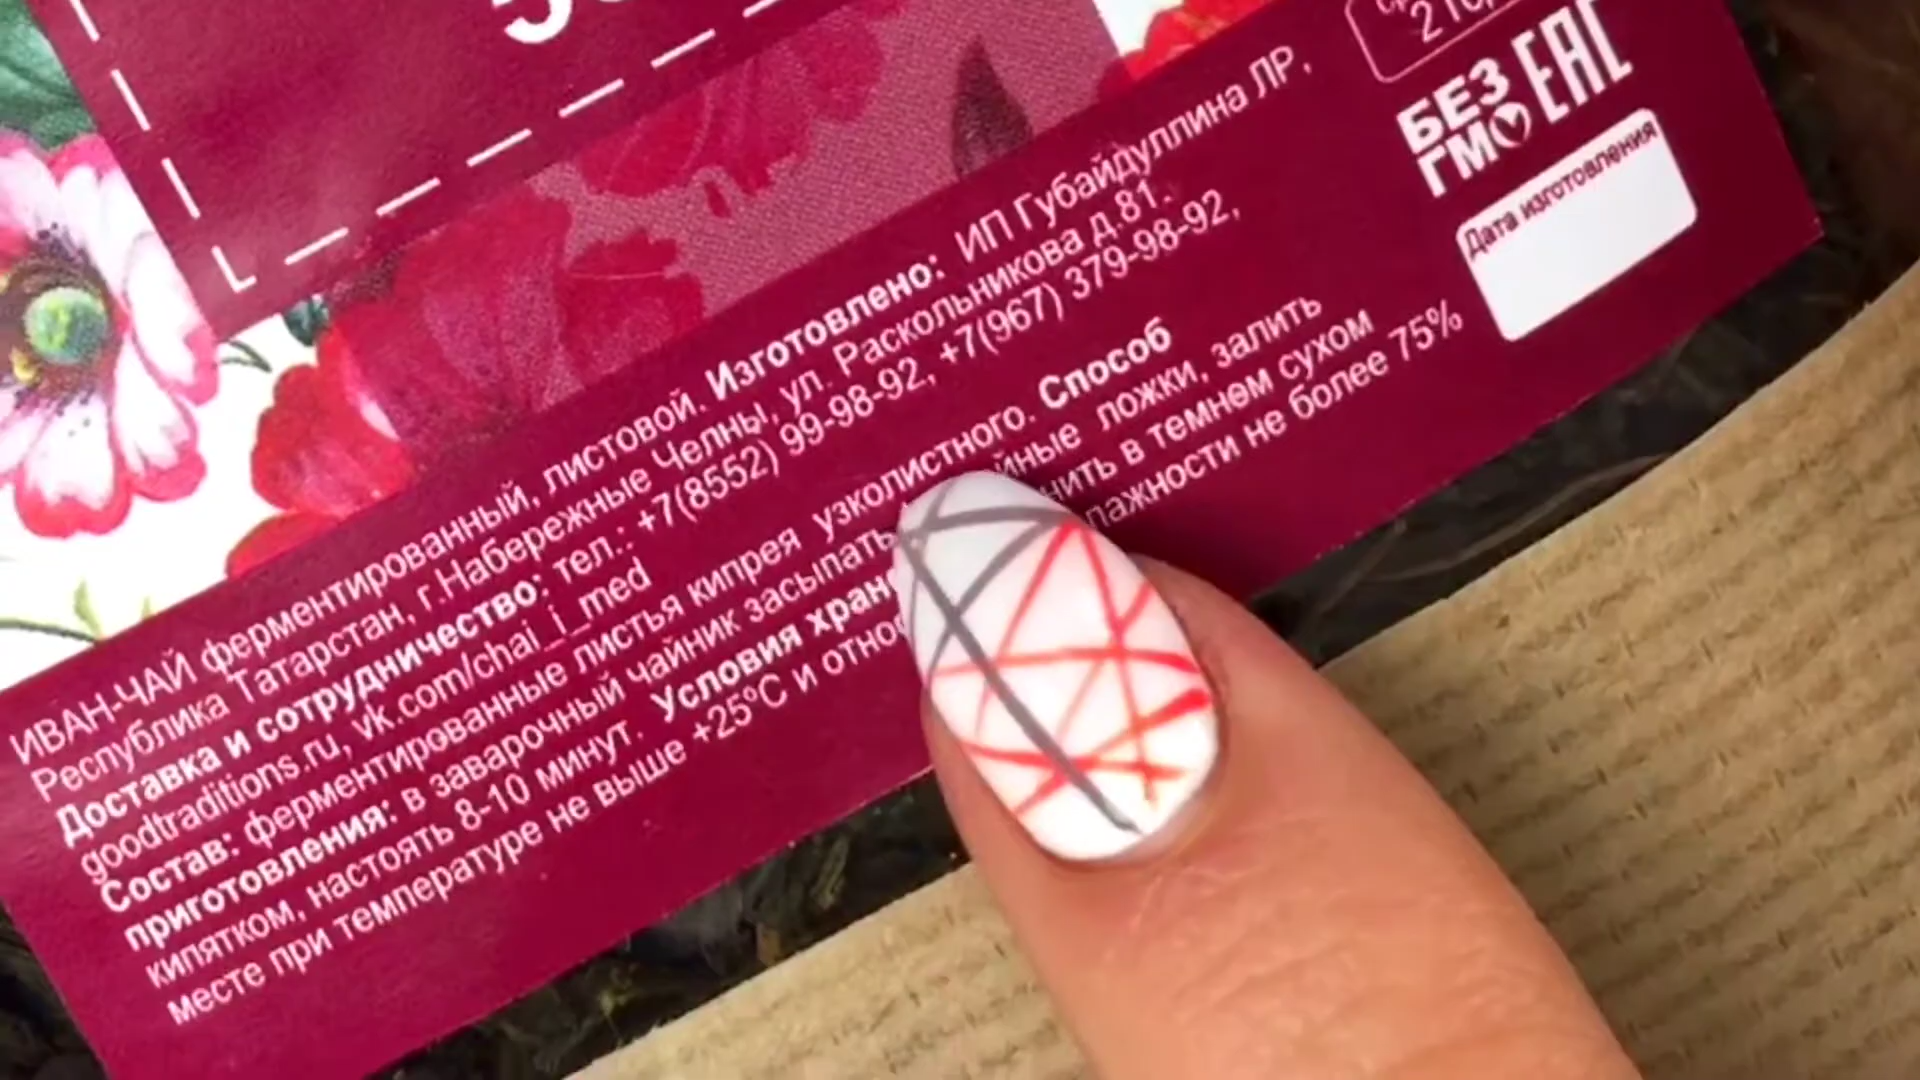 2
БЕЗ
ГМО
EAC
Дата изготовления
ИВАН-ЧАЙ ферментированный, листовой. Изготовлено: ИП Губайдуллина ЛР,
Республика Татарстан, г.Набережные Челны, ул. Раскольникова д.81.
Доставка и сотрудничество: тел.: +7(8552) 99-98-92, +7(967) 379-98-92,
goodtraditions.ru, vk.com/chai_i_med
Состав: ферментированные листья кипрея узколистного. Способ
приготовления: в заварочный чайник засыпать ложки, залить
кипятком, настоять 8-10 минут. Условия в темном сухом
месте при температуре не выше +25°C и не более 75%